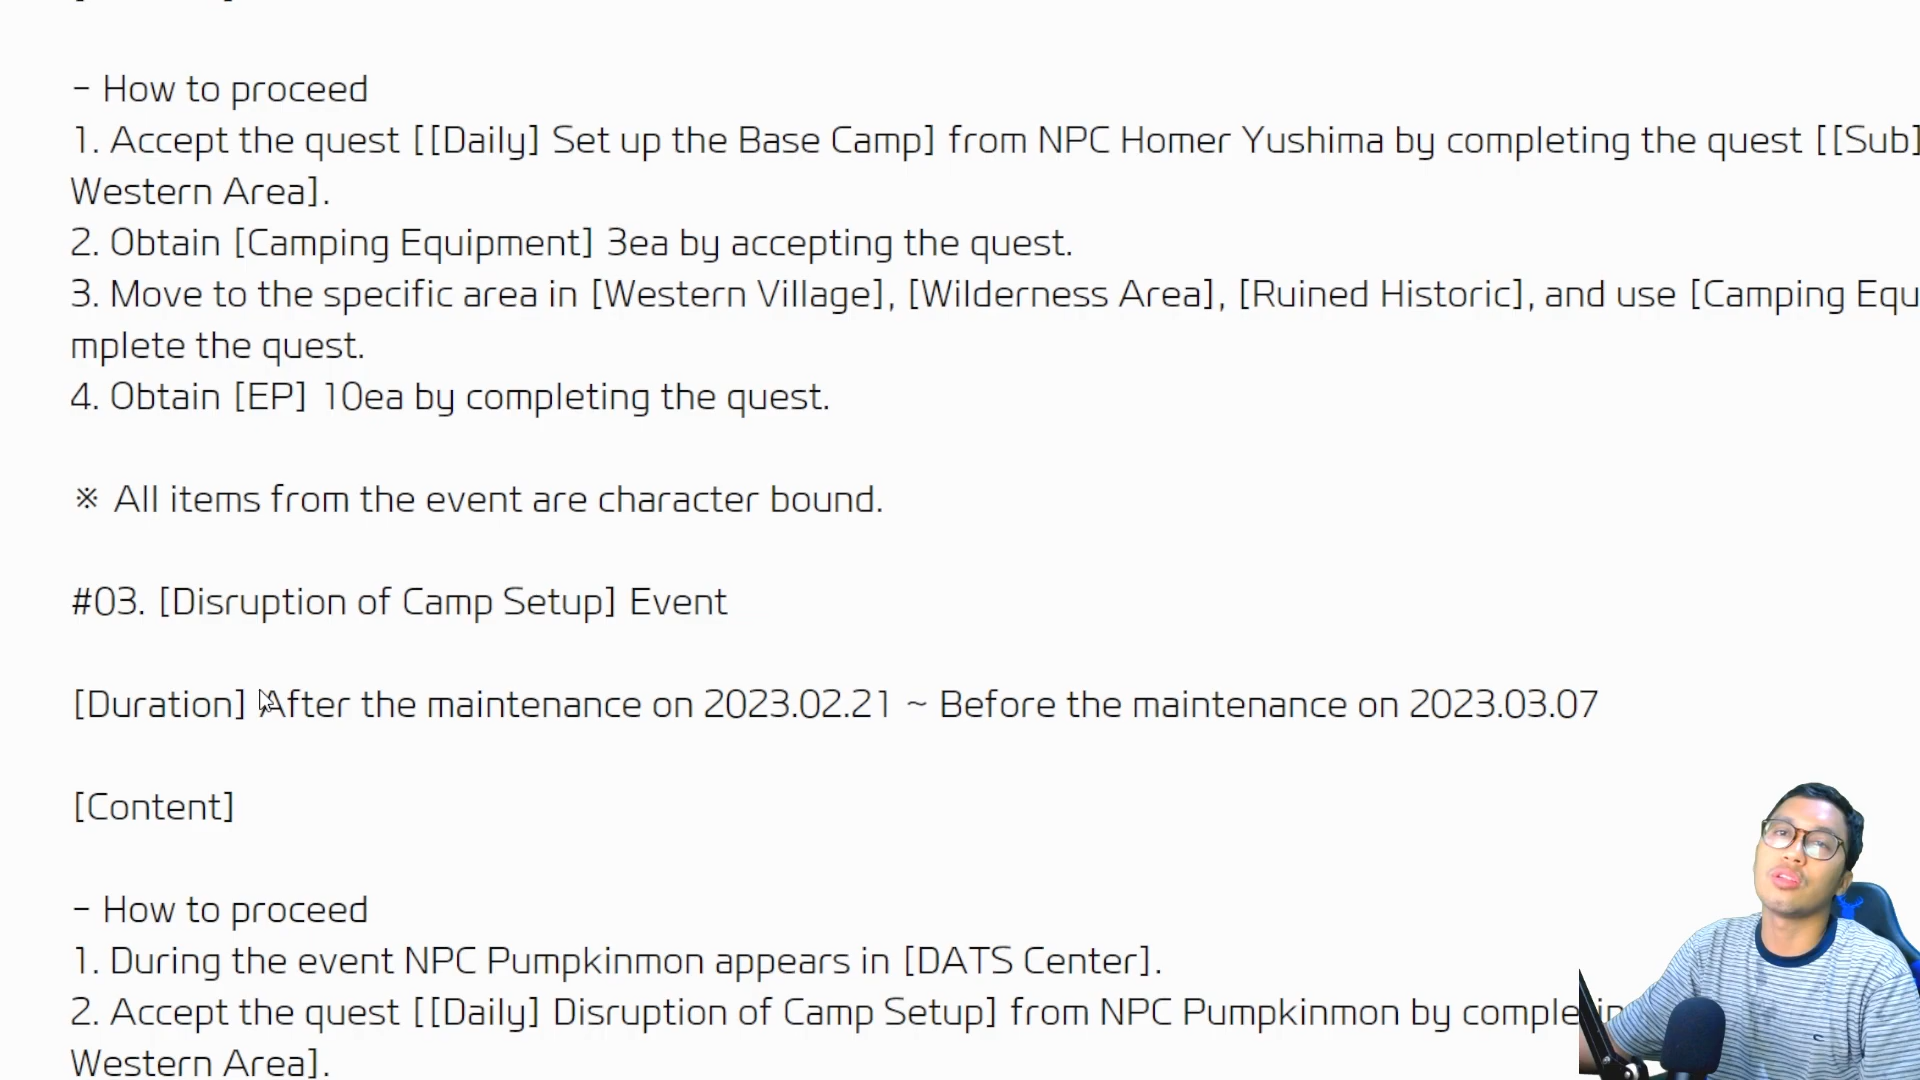 - How to proceed
1. Accept the quest [[Daily] Set up the Base Camp] from NPC Homer Yushima by completing the quest [[Sub]
Western Area].
2. Obtain [Camping Equipment] 3ea by accepting the quest.
3. Move to the specific area in [Western Village], [Wilderness Area], [Ruined Historic], and use [Camping Equ
mplete the quest.
4. Obtain [EP] 10ea by completing the quest.
※ All items from the event are character bound.
#03. [Disruption of Camp Setup] Event
[Duration] After the maintenance on 2023.02.21 ~ Before the maintenance on 2023.03.07
[Content]
- How to proceed
1. During the event NPC Pumpkinmon appears in [DATS Center].
2. Accept the quest [[Daily] Disruption of Camp Setup] from NPC Pumpkinmon by comple in
Western Area].